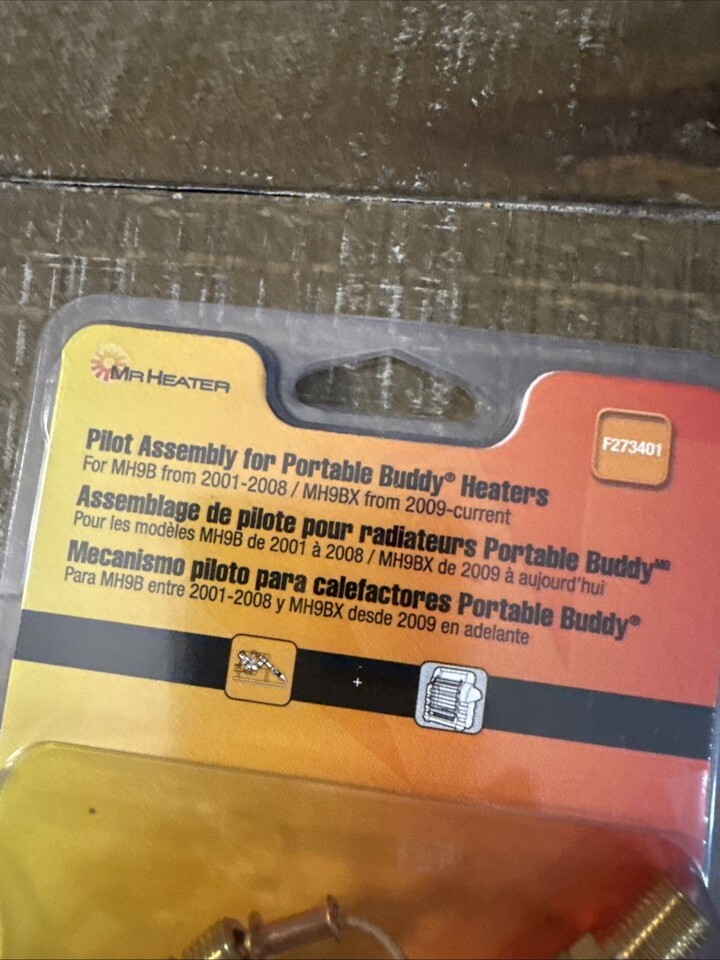 MR HEATER
F273401
Pilot Assembly for Portable Buddy® Heaters
For MH9B from 2001-2008 / MH9BX from 2009-current
Assemblage de pilote pour radiateurs Portable Buddy MD
Pour les modèles MH9B de 2001 à 2008 / MH9BX de 2009 à aujourd'hui
Mecanismo piloto para calefactores Portable Buddy®
Para MH9B entre 2001-2008 y MH9BX desde 2009 en adelante
+